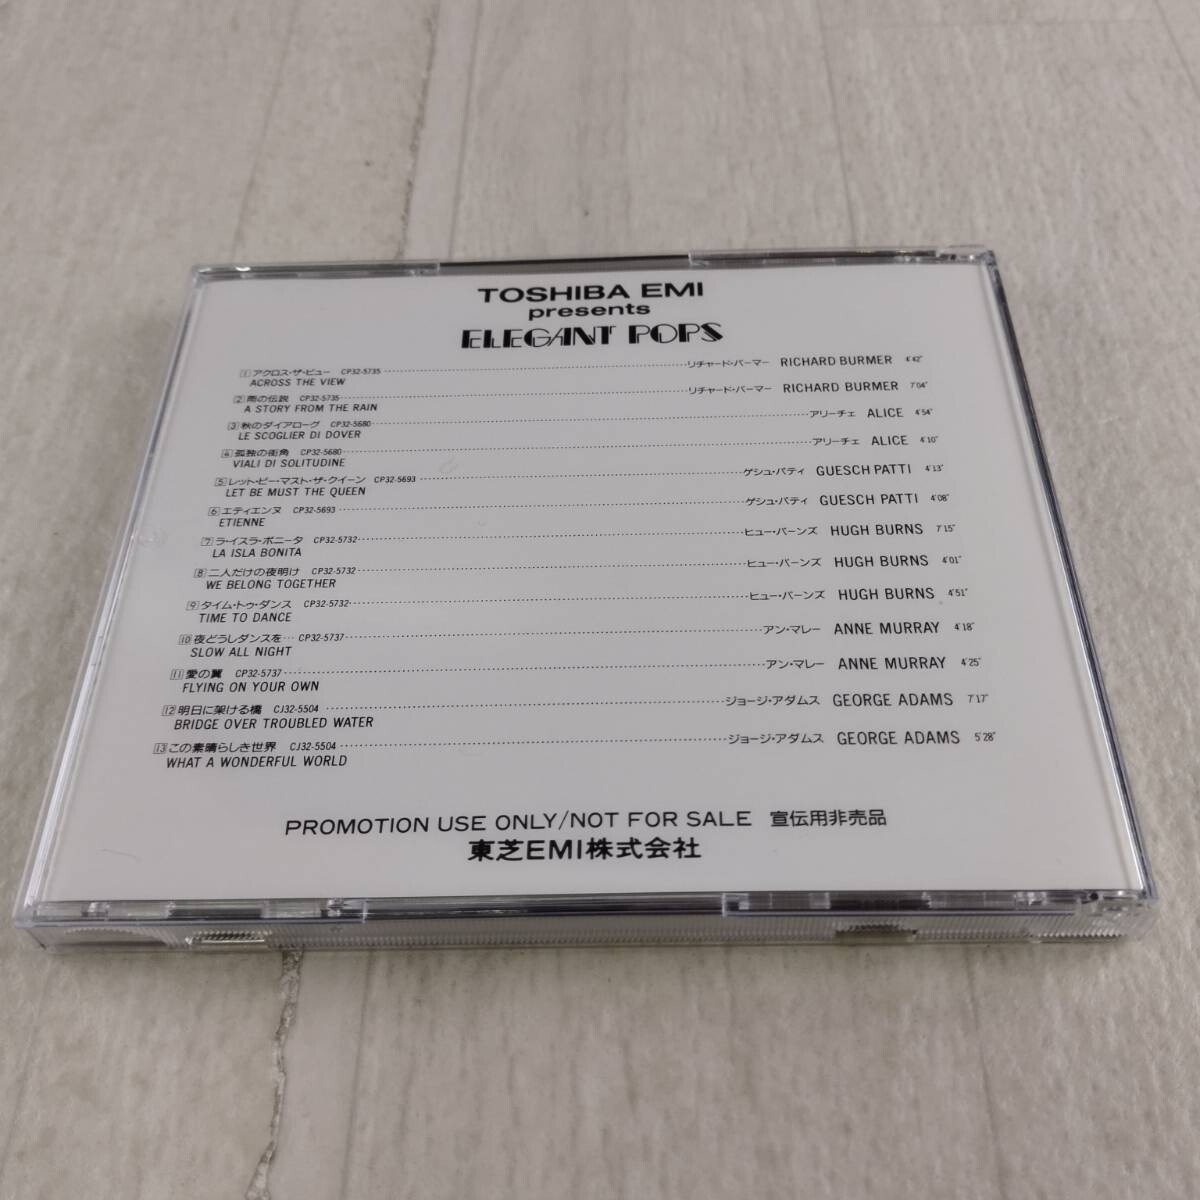 TOSHIBA EMI
presents
ELEGANT POPS
1 アクロス・ザ・ビュー CP32-5735 リチャード・バーマー RICHARD BURMER 4'42"
ACROSS THE VIEW
2 雨の伝説 CP32-5735 リチャード・バーマー RICHARD BURMER 7'04"
A STORY FROM THE RAIN
3 秋のダイアローグ CP32-5680 アリーチェ ALICE 4'54"
LE SCOGLIER DI DOVER
4 孤独の街角 CP32-5680 アリーチェ ALICE 4'10"
VIALI DI SOLITUDINE
5 レット・ビー・マスト・ザ・クイーン CP32-5693 ゲシュ・パティ GUESCH PATTI 4'13"
LET BE MUST THE QUEEN
6 エティエンヌ CP32-5693 ゲシュ・パティ GUESCH PATTI 4'08"
ETIENNE
7 ラ・イスラ・ボニータ CP32-5732 ヒュー・バーンズ HUGH BURNS 7'15"
LA ISLA BONITA
8 二人だけの夜明け CP32-5732 ヒュー・バーンズ HUGH BURNS 4'01"
WE BELONG TOGETHER
9 タイム・トゥ・ダンス CP32-5732 ヒュー・バーンズ HUGH BURNS 4'51"
TIME TO DANCE
10 夜どうしダンスを… CP32-5737 アン・マレー ANNE MURRAY 4'18"
SLOW ALL NIGHT
11 愛の翼 CP32-5737 アン・マレー ANNE MURRAY 4'25"
FLYING ON YOUR OWN
12 明日に架ける橋 CJ32-5504 ジョージ・アダムス GEORGE ADAMS 7'17"
BRIDGE OVER TROUBLED WATER
13 この素晴らしき世界 CJ32-5504 ジョージ・アダムス GEORGE ADAMS 5'28"
WHAT A WONDERFUL WORLD
PROMOTION USE ONLY/NOT FOR SALE 宣伝用非売品
東芝EMI株式会社